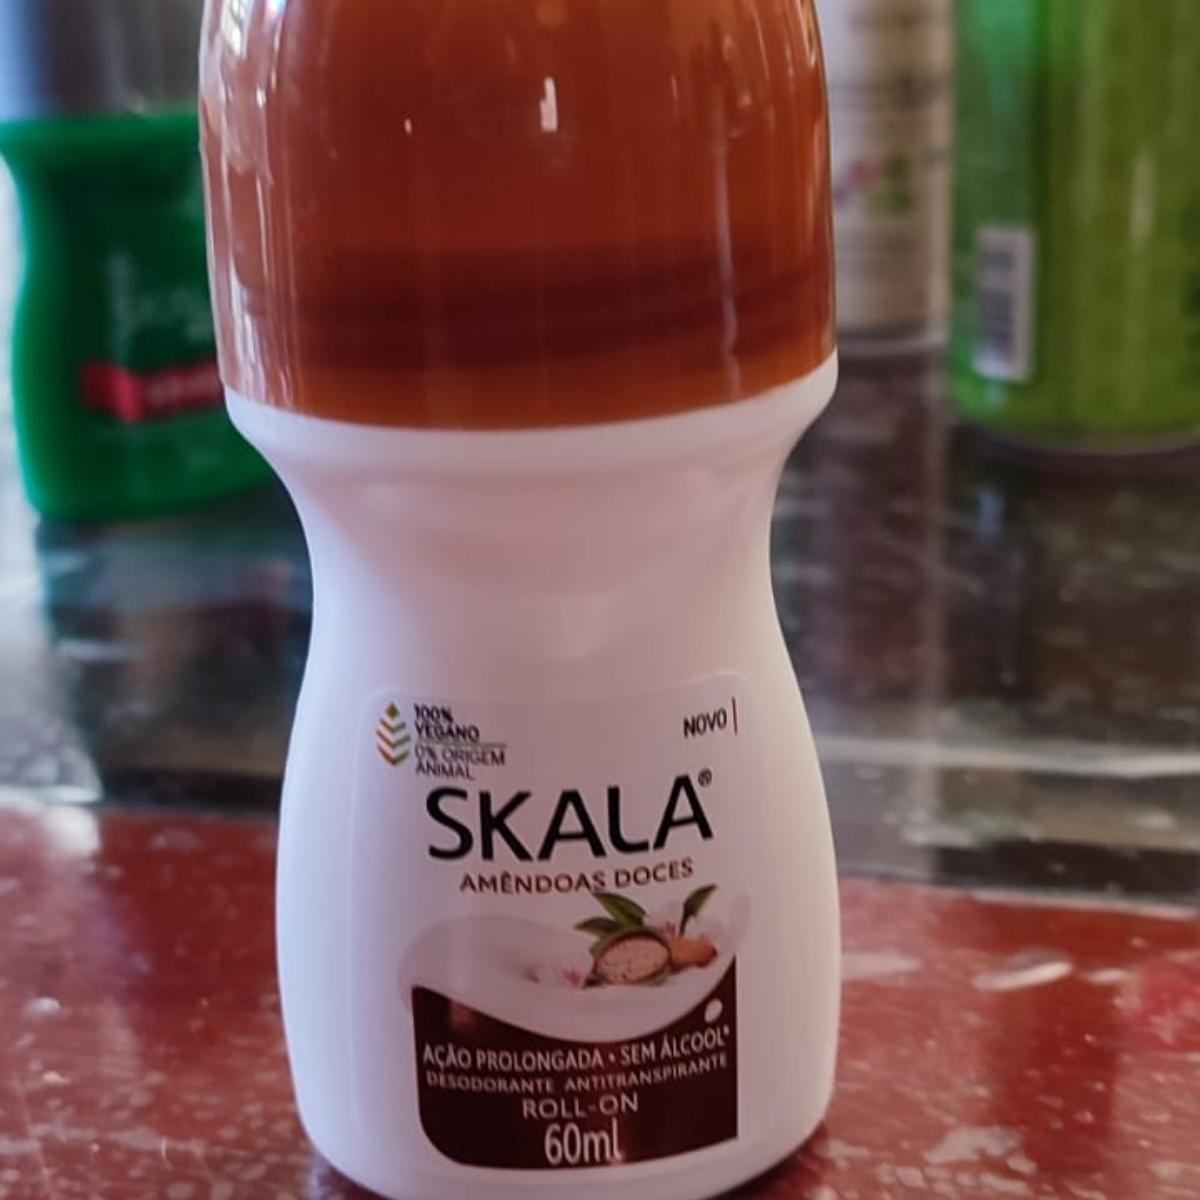 100%
VEGANO
0% ORIGEM
ANIMAL
NOVO
SKALA®
AMÊNDOAS DOCES
AÇÃO PROLONGADA • SEM ÁLCOOL*
DESODORANTE ANTITRANSPIRANTE
ROLL-ON
60ml